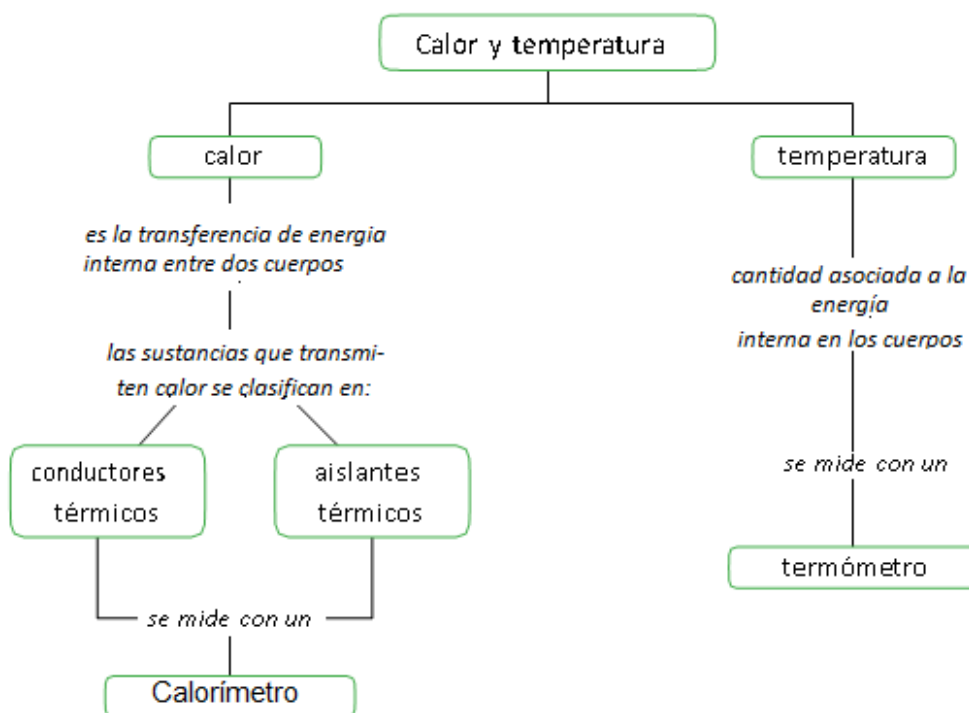 Calor y temperatura
calor
temperatura
es la transferencia de energia
interna entre dos cuerpos
cantidad asociada a la
energía
interna en los cuerpos
las sustancias que transmi-
ten calor se clasifican en:
conductores
térmicos
aislantes
térmicos
se mide con un
termómetro
se mide con un
Calorímetro